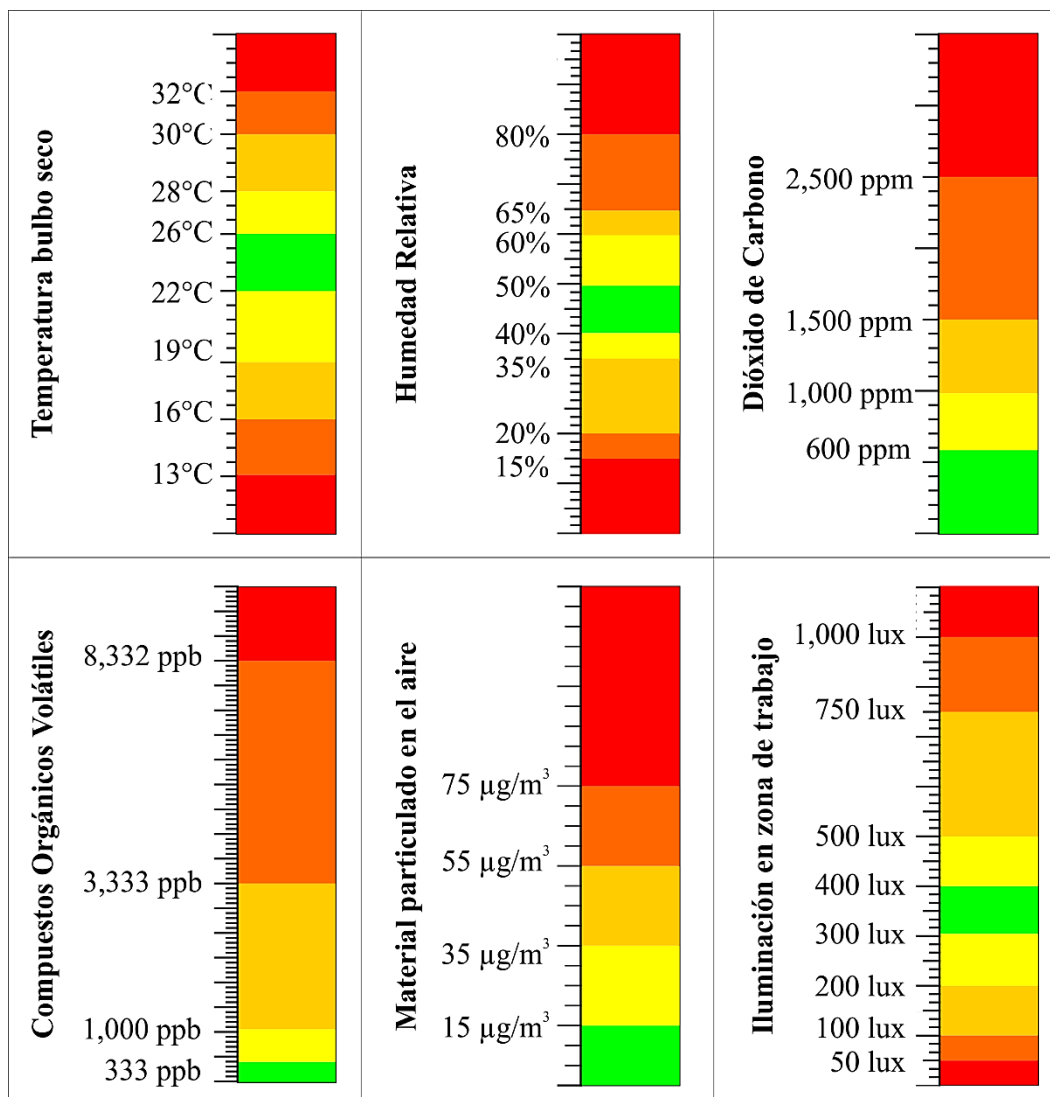 Temperatura bulbo seco
32°C
30°C
28°C
26°C
22°C
19°C
16°C
13°C
Humedad Relativa
80%
65%
60%
50%
40%
35%
20%
15%
Dióxido de Carbono
2,500 ppm
1,500 ppm
1,000 ppm
600 ppm
Compuestos Orgánicos Volátiles
8,332 ppb
3,333 ppb
1,000 ppb
333 ppb
Material particulado en el aire
75 µg/m³
55 µg/m³
35 µg/m³
15 µg/m³
Iluminación en zona de trabajo
1,000 lux
750 lux
500 lux
400 lux
300 lux
200 lux
100 lux
50 lux